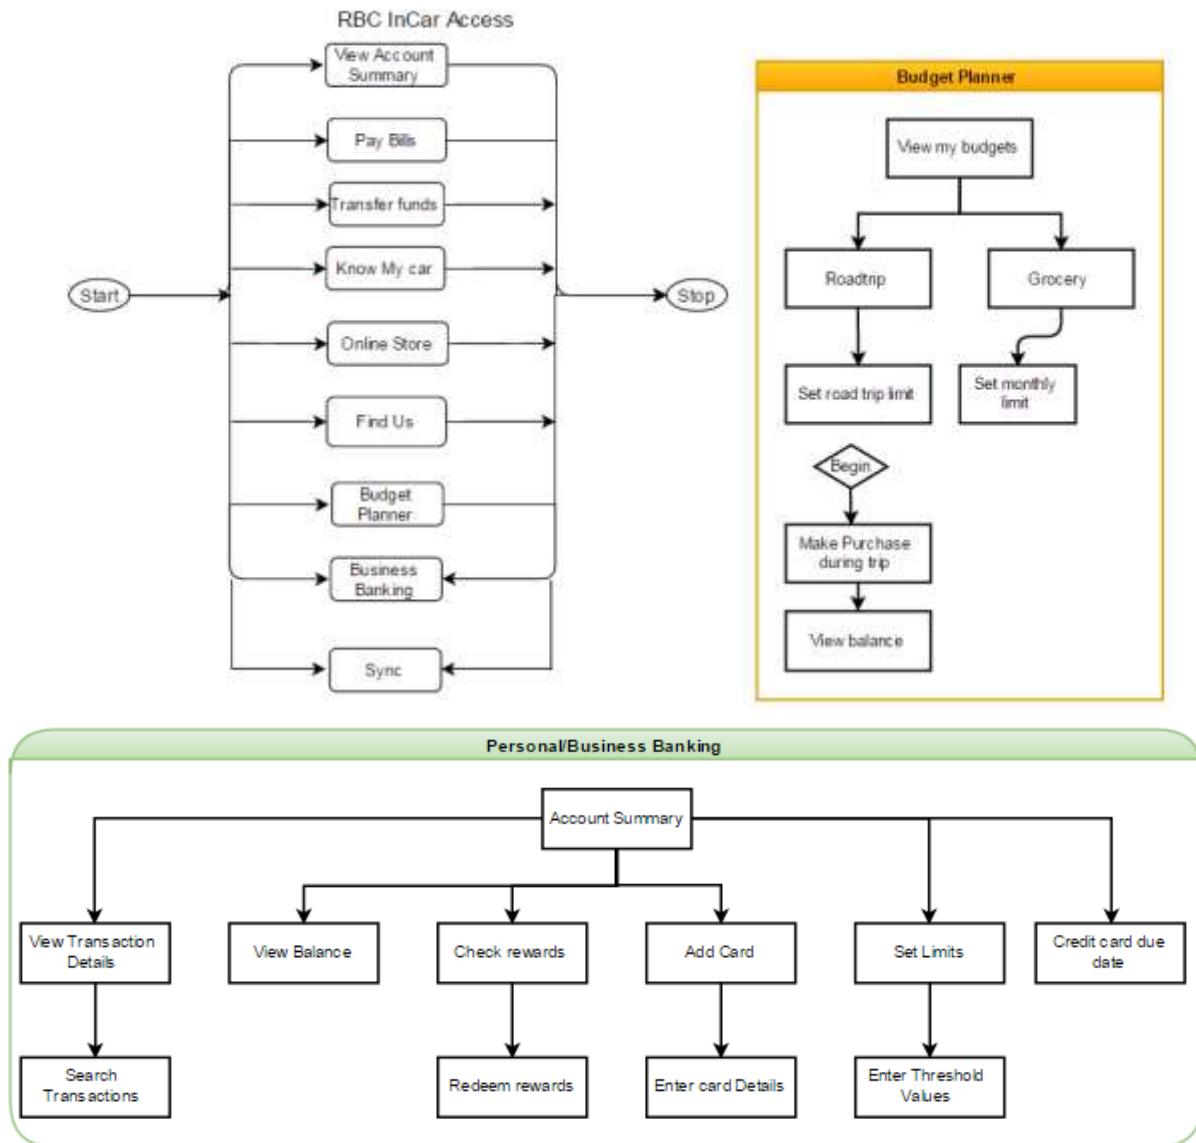 RBC InCar Access
View Account
Summary
Pay Bills
Transfer funds
Know My car
Start
Stop
Online Store
Find Us
Budget
Planner
Business
Banking
Sync
Budget Planner
View my budgets
Roadtrip
Grocery
Set road trip limit
Set monthly
limit
Begin
Make Purchase
during trip
View balance
Personal/Business Banking
Account Summary
View Transaction
Details
View Balance
Check rewards
Add Card
Set Limits
Credit card due
date
Search
Transactions
Redeem rewards
Enter card Details
Enter Threshold
Values